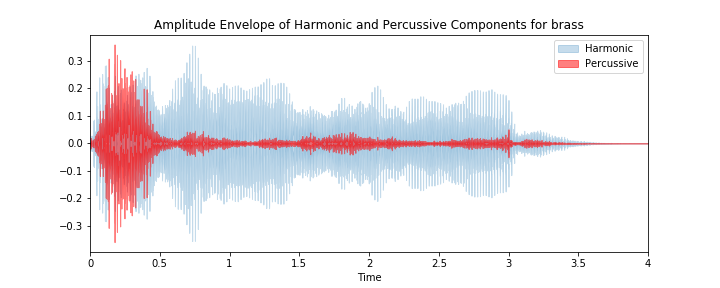 Amplitude Envelope of Harmonic and Percussive Components for brass
Harmonic
Percussive
0.3
0.2
0.1
0.0
−0.1
−0.2
−0.3
0 0.5 1 1.5 2 2.5 3 3.5 4
Time